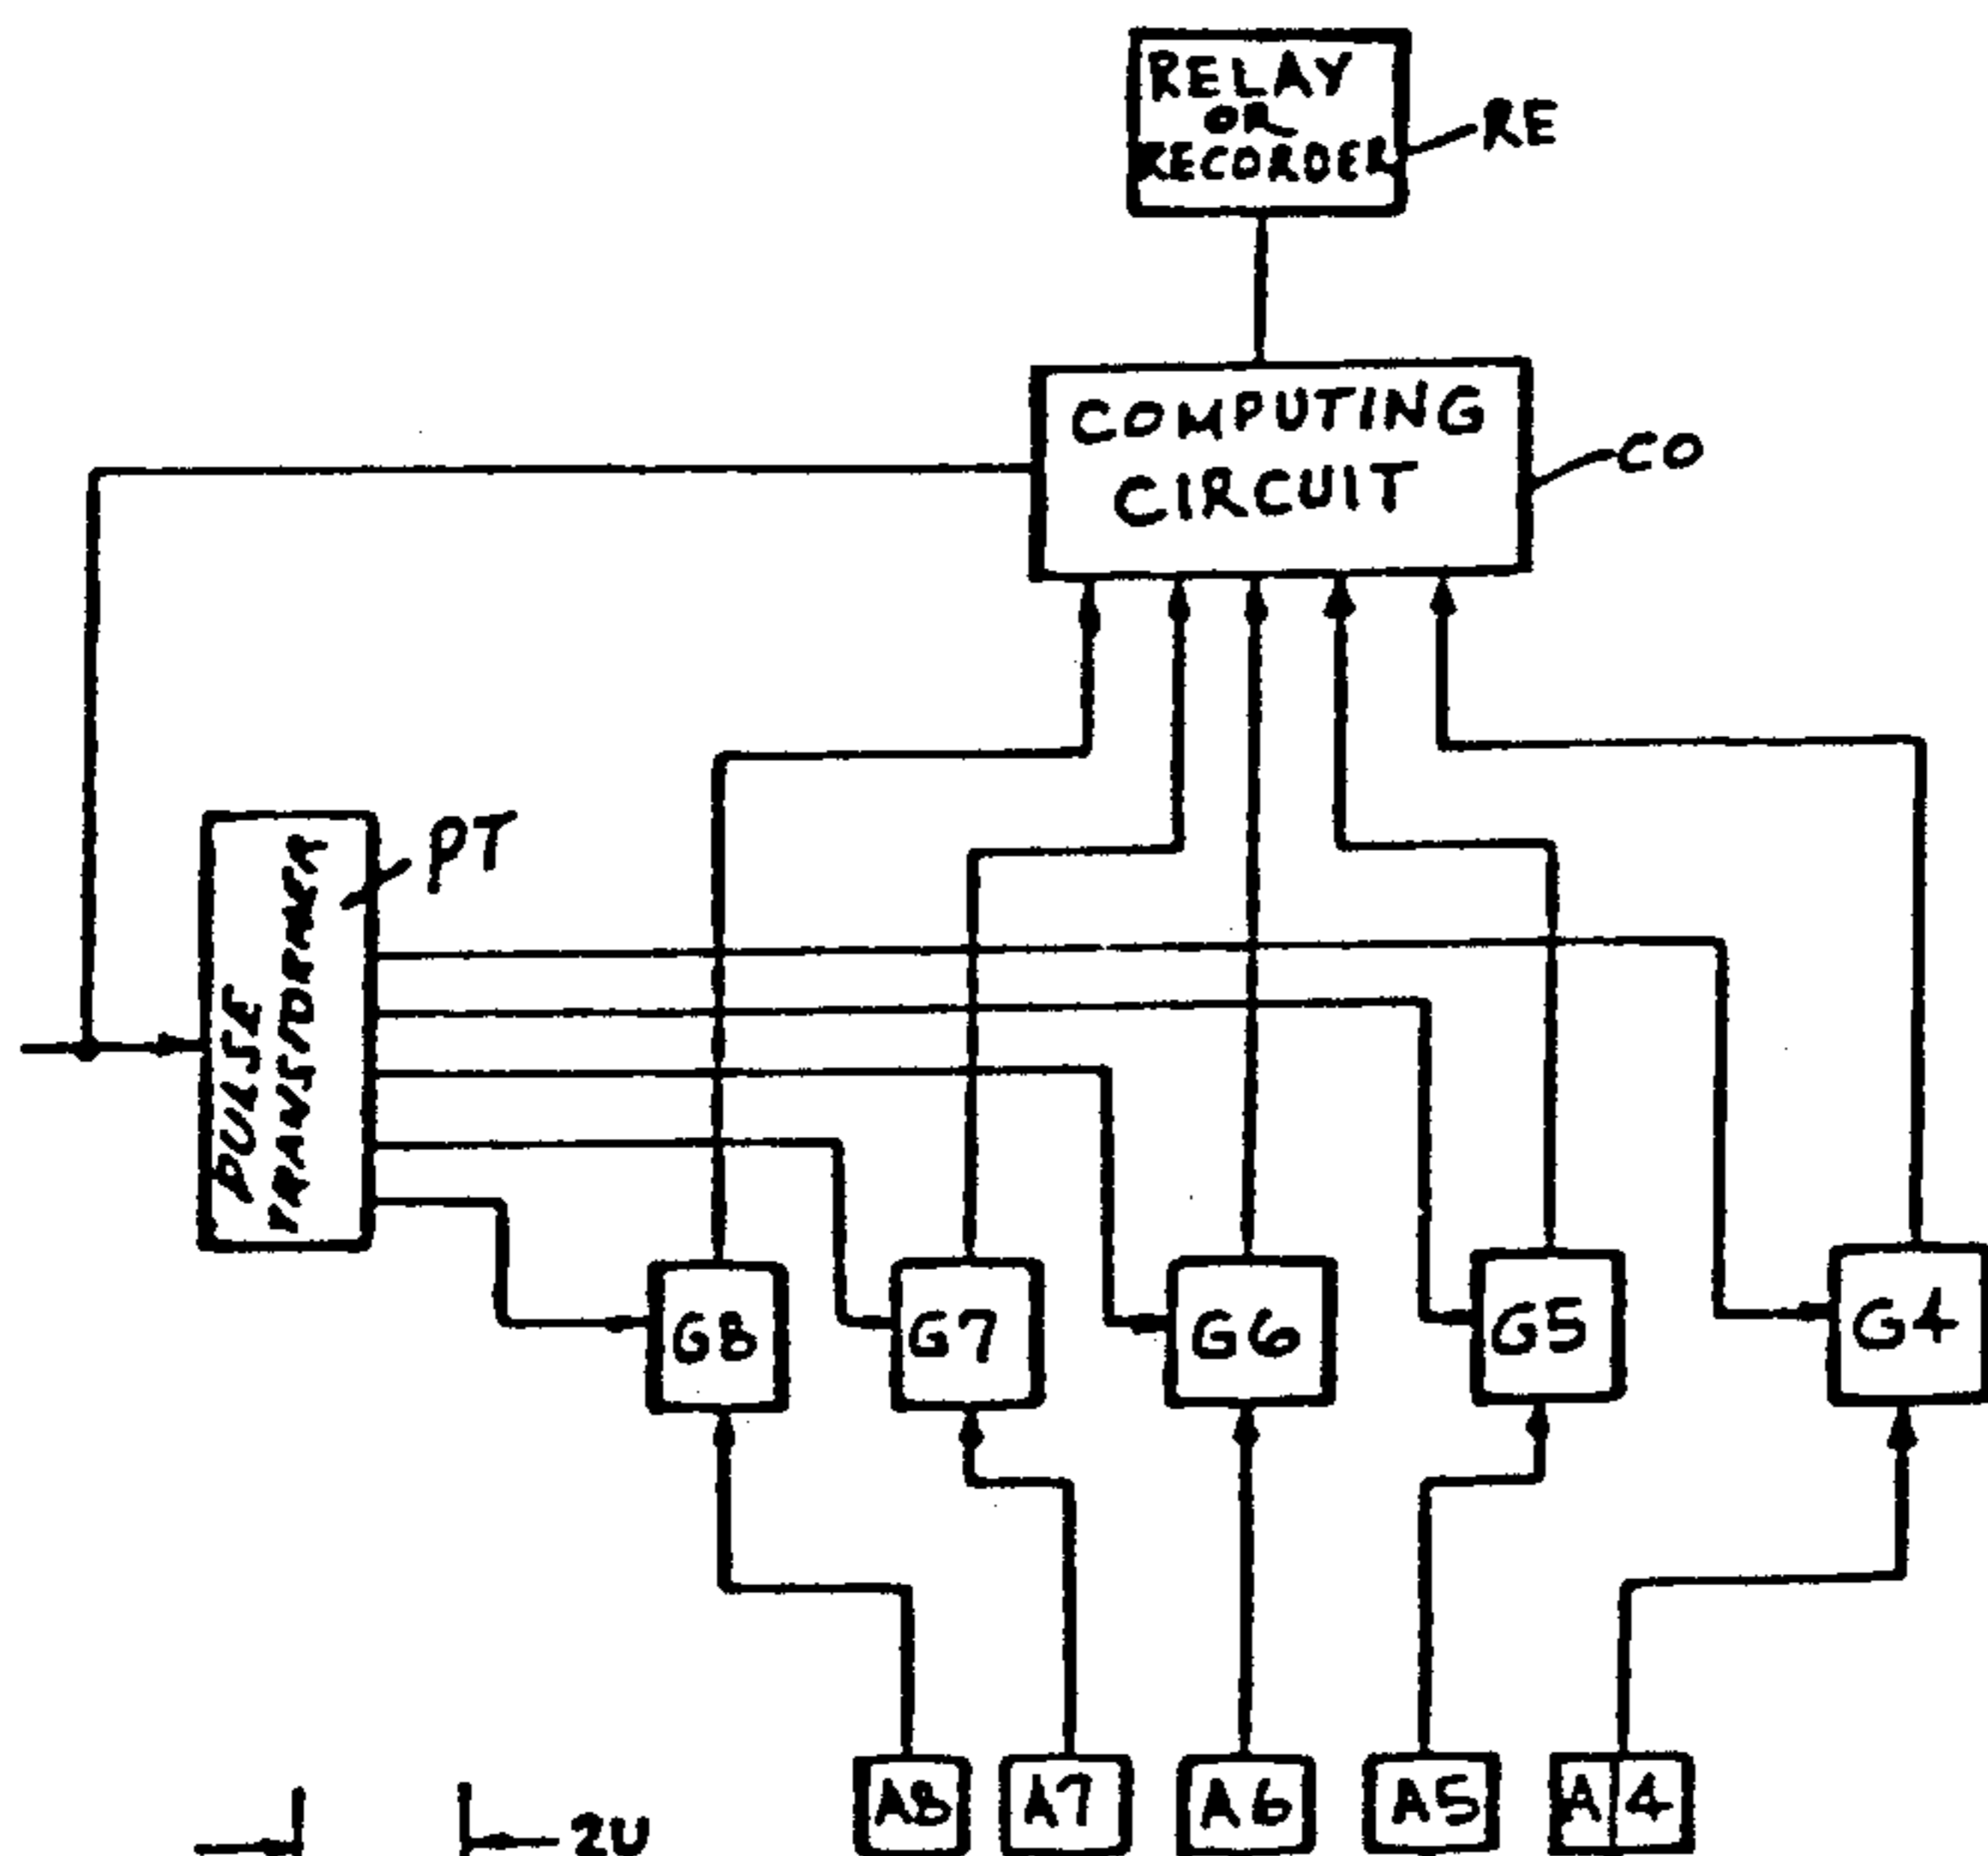 RELAY
OR
RECORDER
RE
COMPUTING
CIRCUIT
CO
PT
PULSE
TRANSFORMER
G8
G7
G6
G5
G4
A8
A7
A6
A5
A4
2U